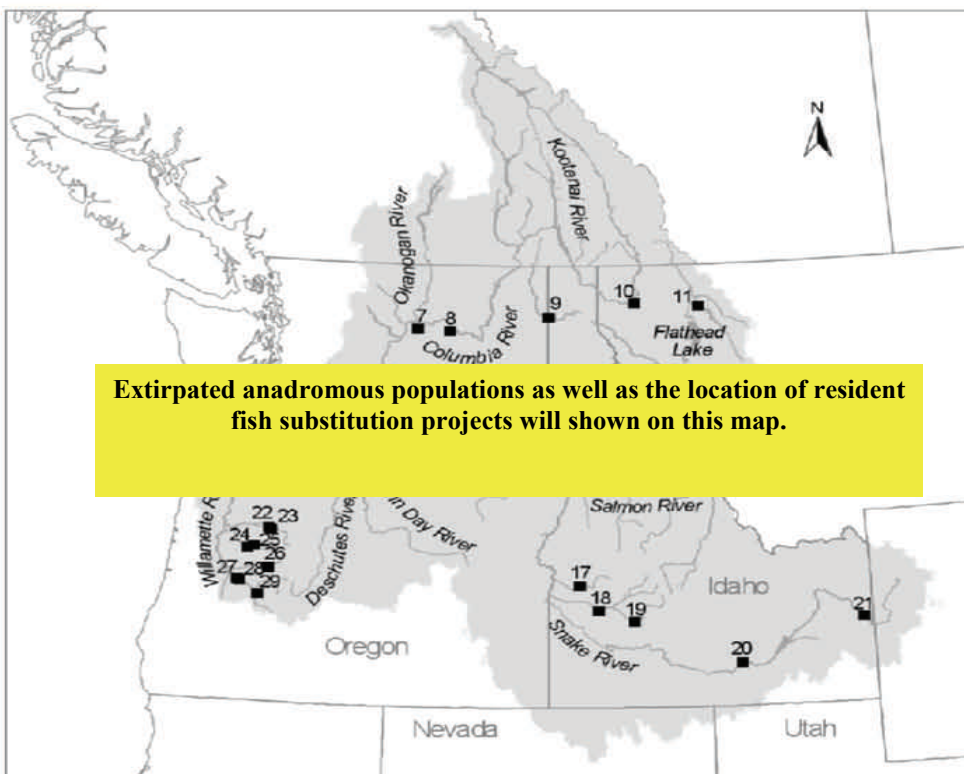 N
Kootenai River
Okanogan River
7
8
9
10
11
Columbia River
Flathead
Lake
Extirpated anadromous populations as well as the location of resident
fish substitution projects will shown on this map.
Salmon River
Willamette R
Deschutes River
n Day River
22
23
24
25
26
27
28
29
17
18
19
20
21
Idaho
Snake River
Oregon
Nevada
Utah